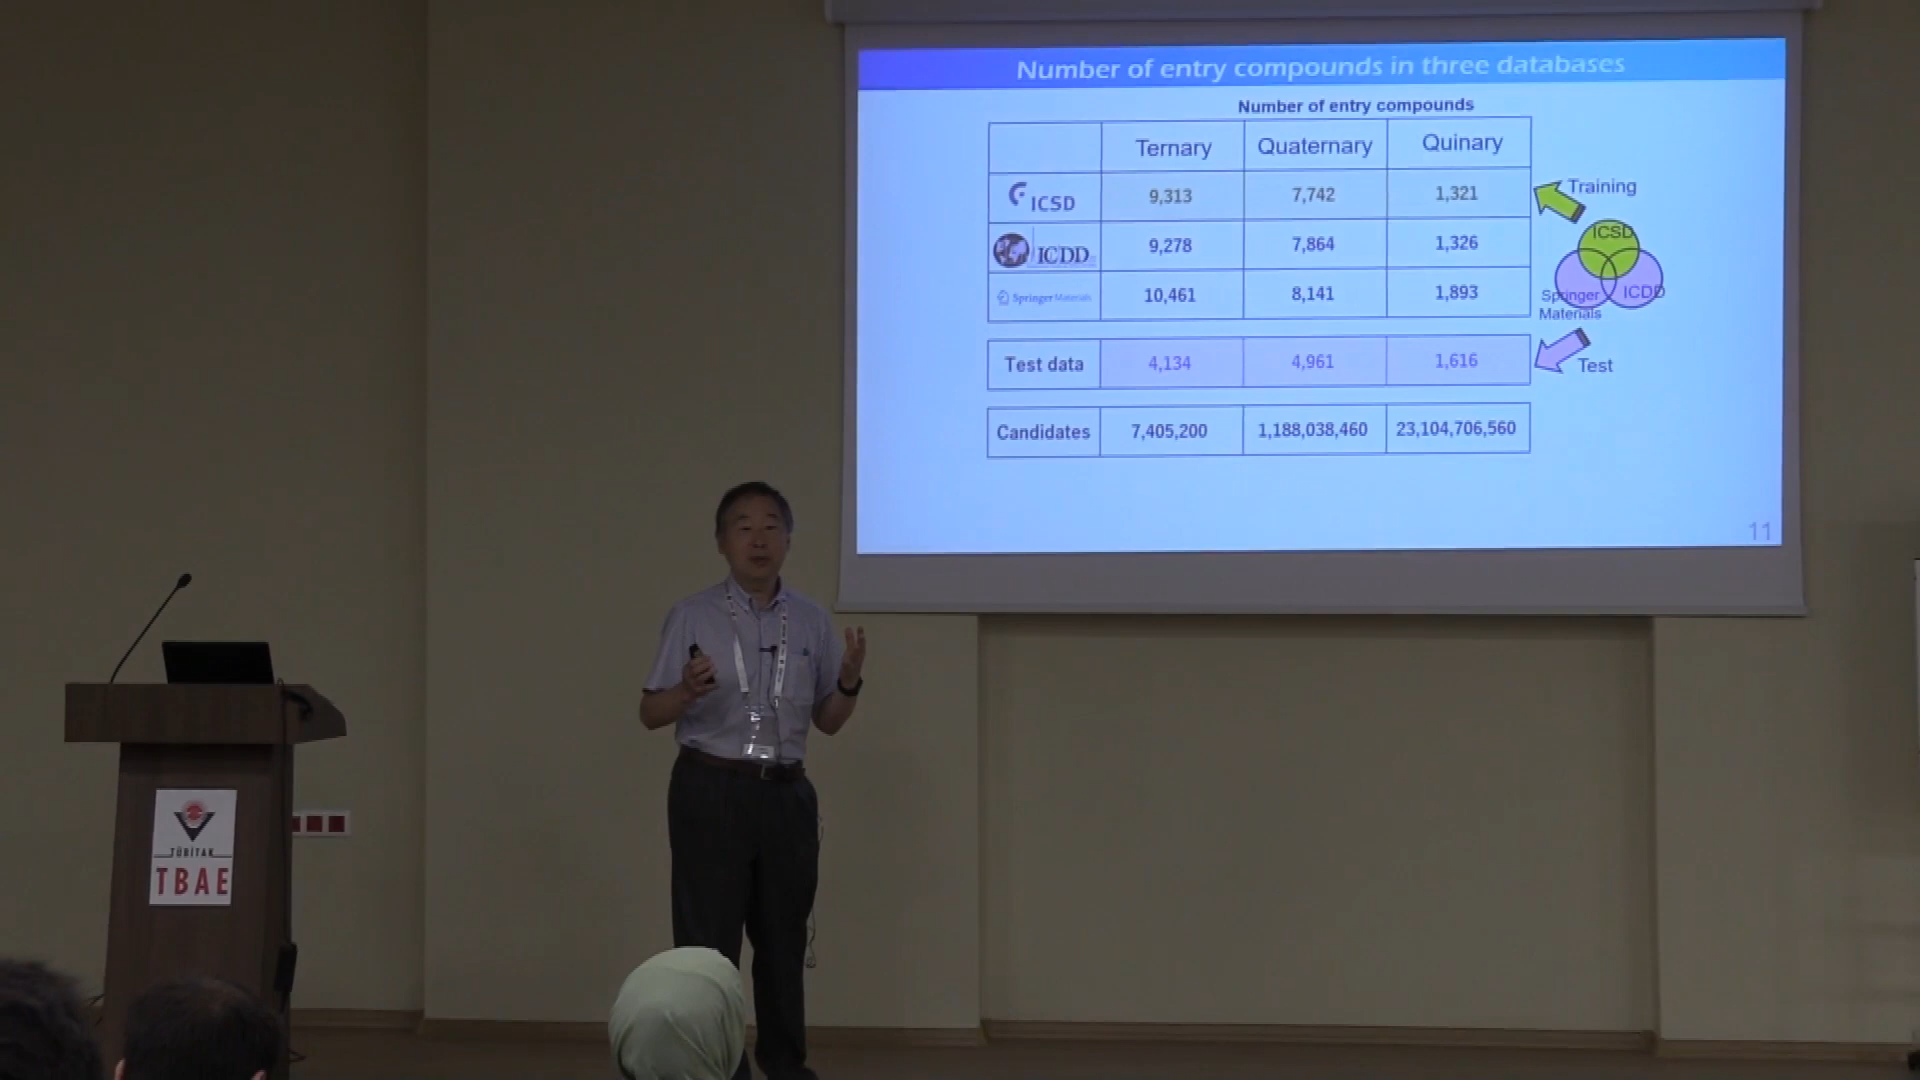 Number of entry compounds in three databases
Number of entry compounds
Ternary Quaternary Quinary
ICSD 9,313 7,742 1,321
ICDD 9,278 7,864 1,326
Springer Materials 10,461 8,141 1,893
Test data 4,134 4,961 1,616
Candidates 7,405,200 1,188,038,460 23,104,706,560
Training
ICSD
Springer
Materials
ICDD
Test
11
TÜBİTAK
TBAE